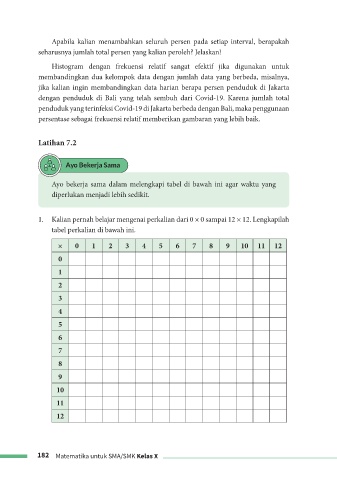 Apabila kalian menambahkan seluruh persen pada setiap interval, berapakah
seharusnya jumlah total persen yang kalian peroleh? Jelaskan!
Histogram dengan frekuensi relatif sangat efektif jika digunakan untuk
membandingkan dua kelompok data dengan jumlah data yang berbeda, misalnya,
jika kalian ingin membandingkan data harian berapa persen penduduk di Jakarta
dengan penduduk di Bali yang telah sembuh dari Covid-19. Karena jumlah total
penduduk yang terinfeksi Covid-19 di Jakarta berbeda dengan Bali, maka penggunaan
persentase sebagai frekuensi relatif memberikan gambaran yang lebih baik.
Latihan 7.2
Ayo Bekerja Sama
Ayo bekerja sama dalam melengkapi tabel di bawah ini agar waktu yang
diperlukan menjadi lebih sedikit.
1. Kalian pernah belajar mengenai perkalian dari 0 × 0 sampai 12 × 12. Lengkapilah
tabel perkalian di bawah ini.
× 0 1 2 3 4 5 6 7 8 9 10 11 12
0
1
2
3
4
5
6
7
8
9
10
11
12
182 Matematika untuk SMA/SMK Kelas X